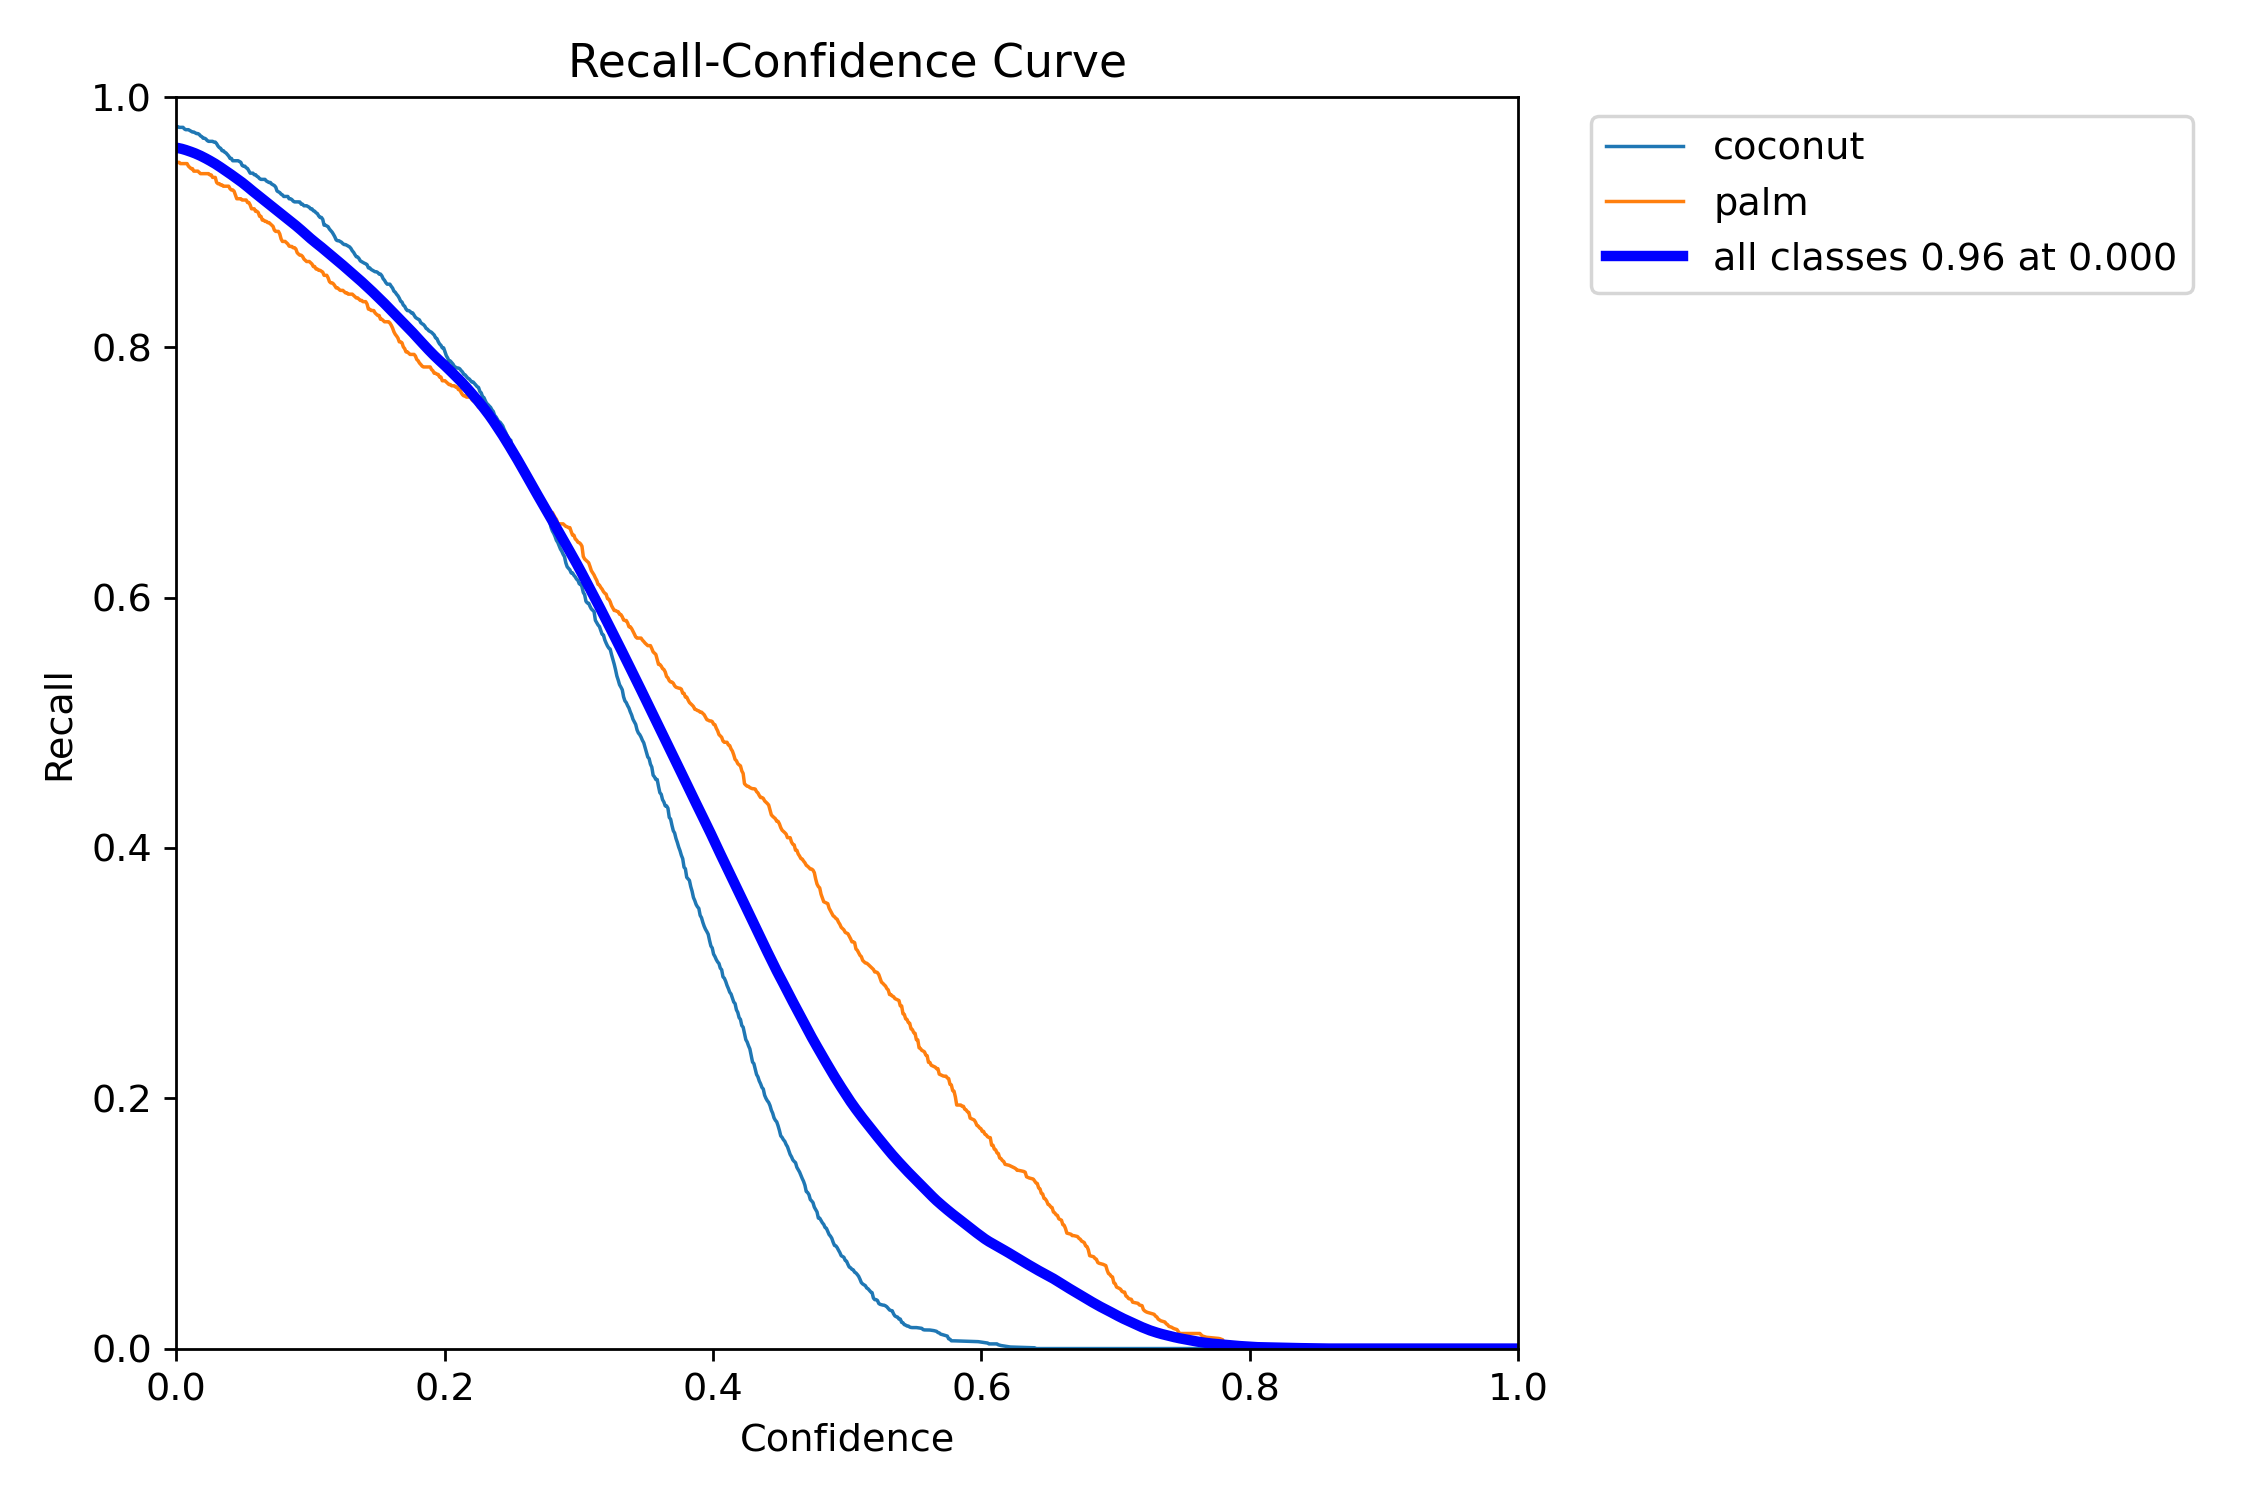 Recall-Confidence Curve
1.0
0.8
0.6
0.4
0.2
0.0
Recall
0.0 0.2 0.4 0.6 0.8 1.0
Confidence
coconut
palm
all classes 0.96 at 0.000